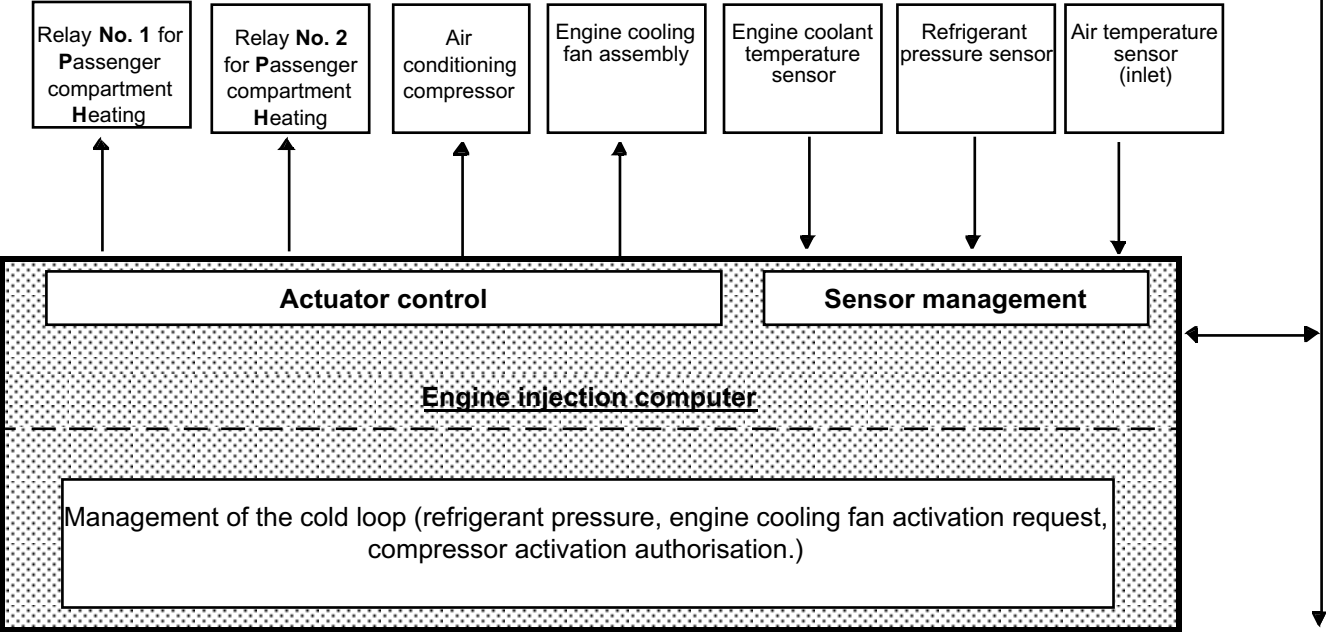 Relay No. 1 for
Passenger
compartment
Heating
Relay No. 2
for Passenger
compartment
Heating
Air
conditioning
compressor
Engine cooling
fan assembly
Engine coolant
temperature
sensor
Refrigerant
pressure sensor
Air temperature
sensor
(inlet)
Actuator control
Sensor management
Engine injection computer
Management of the cold loop (refrigerant pressure, engine cooling fan activation request,
compressor activation authorisation.)